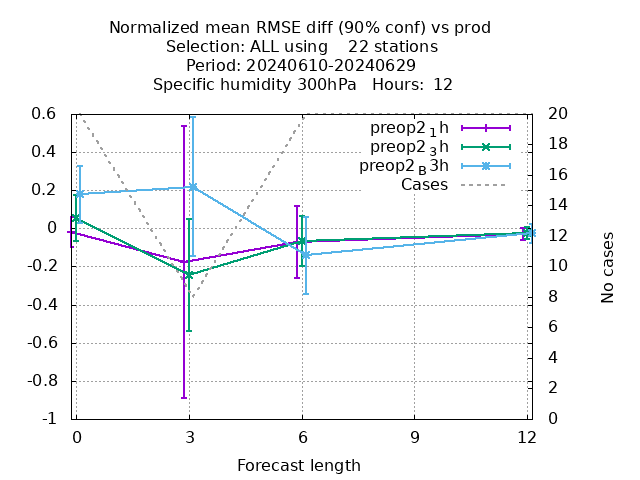 Normalized mean RMSE diff (90% conf) vs prod
Selection: ALL using    22 stations
Period: 20240610-20240629
Specific humidity 300hPa   Hours:  12
0.6
0.4
0.2
0
-0.2
-0.4
-0.6
-0.8
-1
20
18
16
14
12
10
8
6
4
2
0
preop2 1h
preop2 3h
preop2 B3h
Cases
No cases
0 3 6 9 12
Forecast length